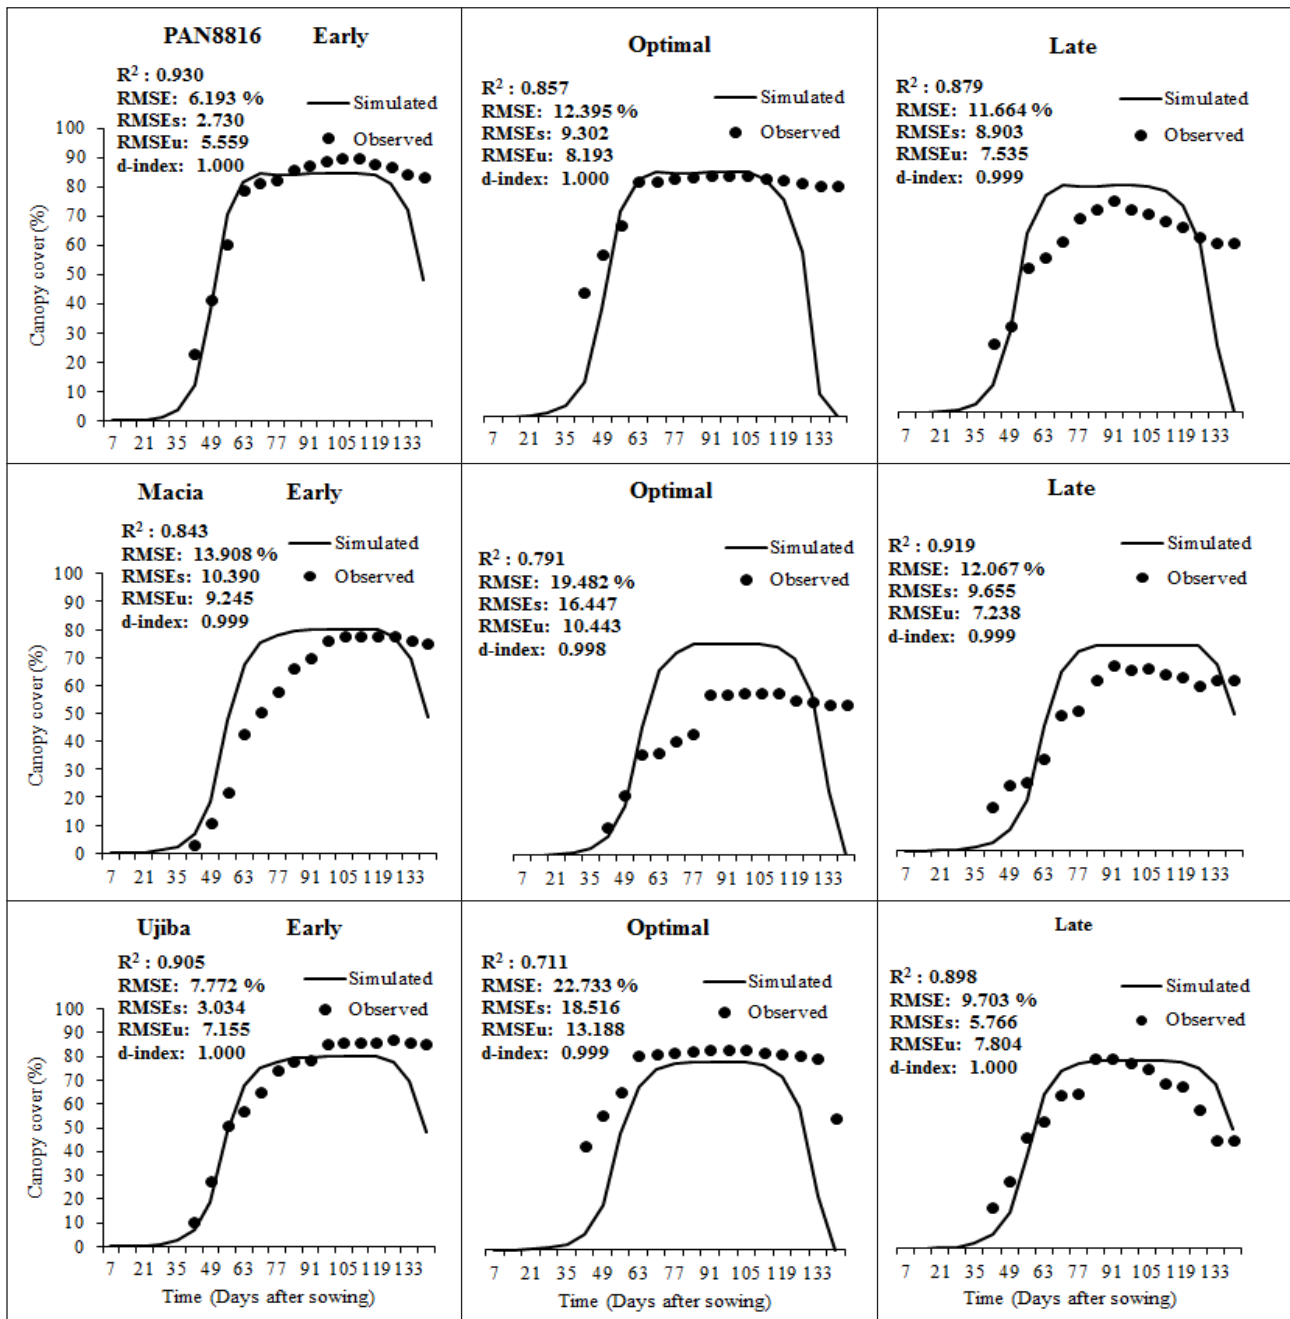 PAN8816 Early
R² : 0.930
RMSE: 6.193 %
RMSEs: 2.730
RMSEu: 5.559
d-index: 1.000
Simulated
Observed
Canopy cover (%)
100
90
80
70
60
50
40
30
20
10
0
7 21 35 49 63 77 91 105 119 133
Optimal
R² : 0.857
RMSE: 12.395 %
RMSEs: 9.302
RMSEu: 8.193
d-index: 1.000
Simulated
Observed
7 21 35 49 63 77 91 105 119 133
Late
R² : 0.879
RMSE: 11.664 %
RMSEs: 8.903
RMSEu: 7.535
d-index: 0.999
Simulated
Observed
7 21 35 49 63 77 91 105 119 133
Macia Early
R² : 0.843
RMSE: 13.908 %
RMSEs: 10.390
RMSEu: 9.245
d-index: 0.999
Simulated
Observed
Canopy cover (%)
100
90
80
70
60
50
40
30
20
10
0
7 21 35 49 63 77 91 105 119 133
Optimal
R² : 0.791
RMSE: 19.482 %
RMSEs: 16.447
RMSEu: 10.443
d-index: 0.998
Simulated
Observed
7 21 35 49 63 77 91 105 119 133
Late
R² : 0.919
RMSE: 12.067 %
RMSEs: 9.655
RMSEu: 7.238
d-index: 0.999
Simulated
Observed
7 21 35 49 63 77 91 105 119 133
Ujiba Early
R² : 0.905
RMSE: 7.772 %
RMSEs: 3.034
RMSEu: 7.155
d-index: 1.000
Simulated
Observed
Canopy cover (%)
100
90
80
70
60
50
40
30
20
10
0
7 21 35 49 63 77 91 105 119 133
Time (Days after sowing)
Optimal
R² : 0.711
RMSE: 22.733 %
RMSEs: 18.516
RMSEu: 13.188
d-index: 0.999
Simulated
Observed
7 21 35 49 63 77 91 105 119 133
Time (Days after sowing)
Late
R² : 0.898
RMSE: 9.703 %
RMSEs: 5.766
RMSEu: 7.804
d-index: 1.000
Simulated
Observed
7 21 35 49 63 77 91 105 119 133
Time (Days after sowing)